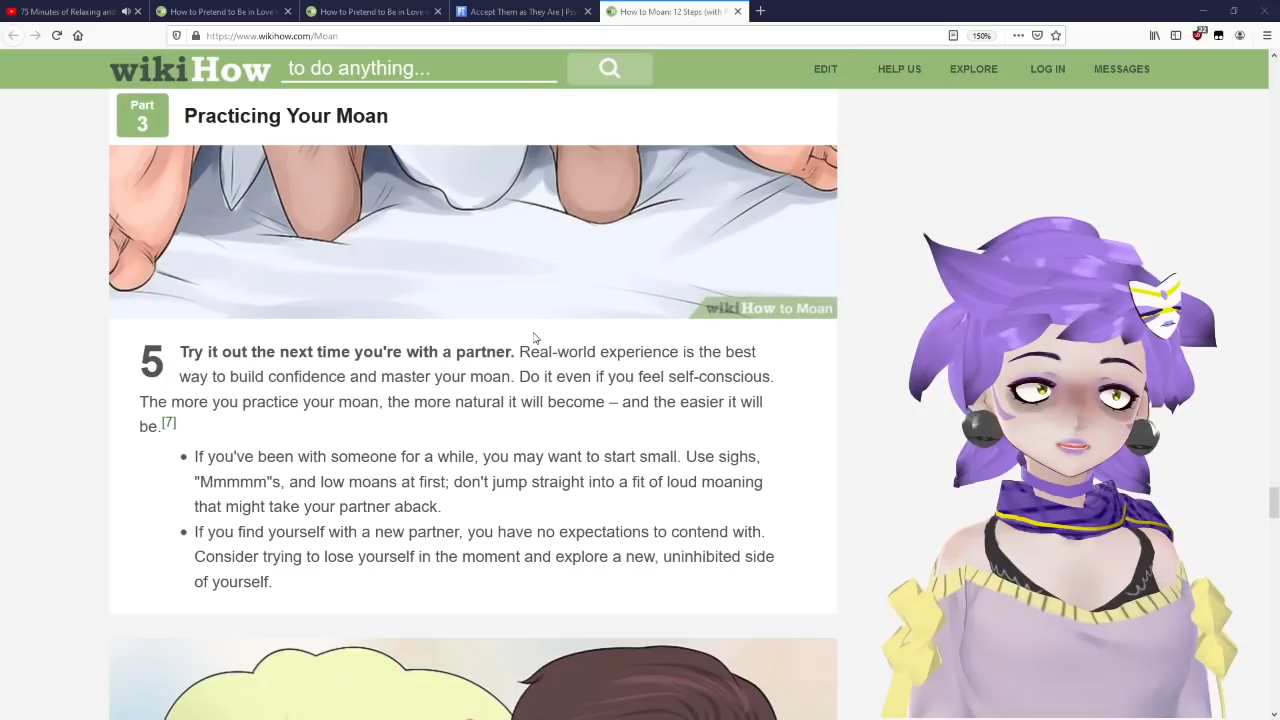 75 Minutes of Relaxing and
How to Pretend to Be in Love
How to Pretend to Be in Love
Accept Them as They Are | Psy
How to Moan: 12 Steps (with P
https://www.wikihow.com/Moan
150%
wikiHow to do anything...
EDIT HELP US EXPLORE LOG IN MESSAGES
Part
3
Practicing Your Moan
wikiHow to Moan
5 Try it out the next time you're with a partner. Real-world experience is the best
way to build confidence and master your moan. Do it even if you feel self-conscious.
The more you practice your moan, the more natural it will become – and the easier it will
be.[7]
• If you've been with someone for a while, you may want to start small. Use sighs,
"Mmmmm"s, and low moans at first; don't jump straight into a fit of loud moaning
that might take your partner aback.
• If you find yourself with a new partner, you have no expectations to contend with.
Consider trying to lose yourself in the moment and explore a new, uninhibited side
of yourself.